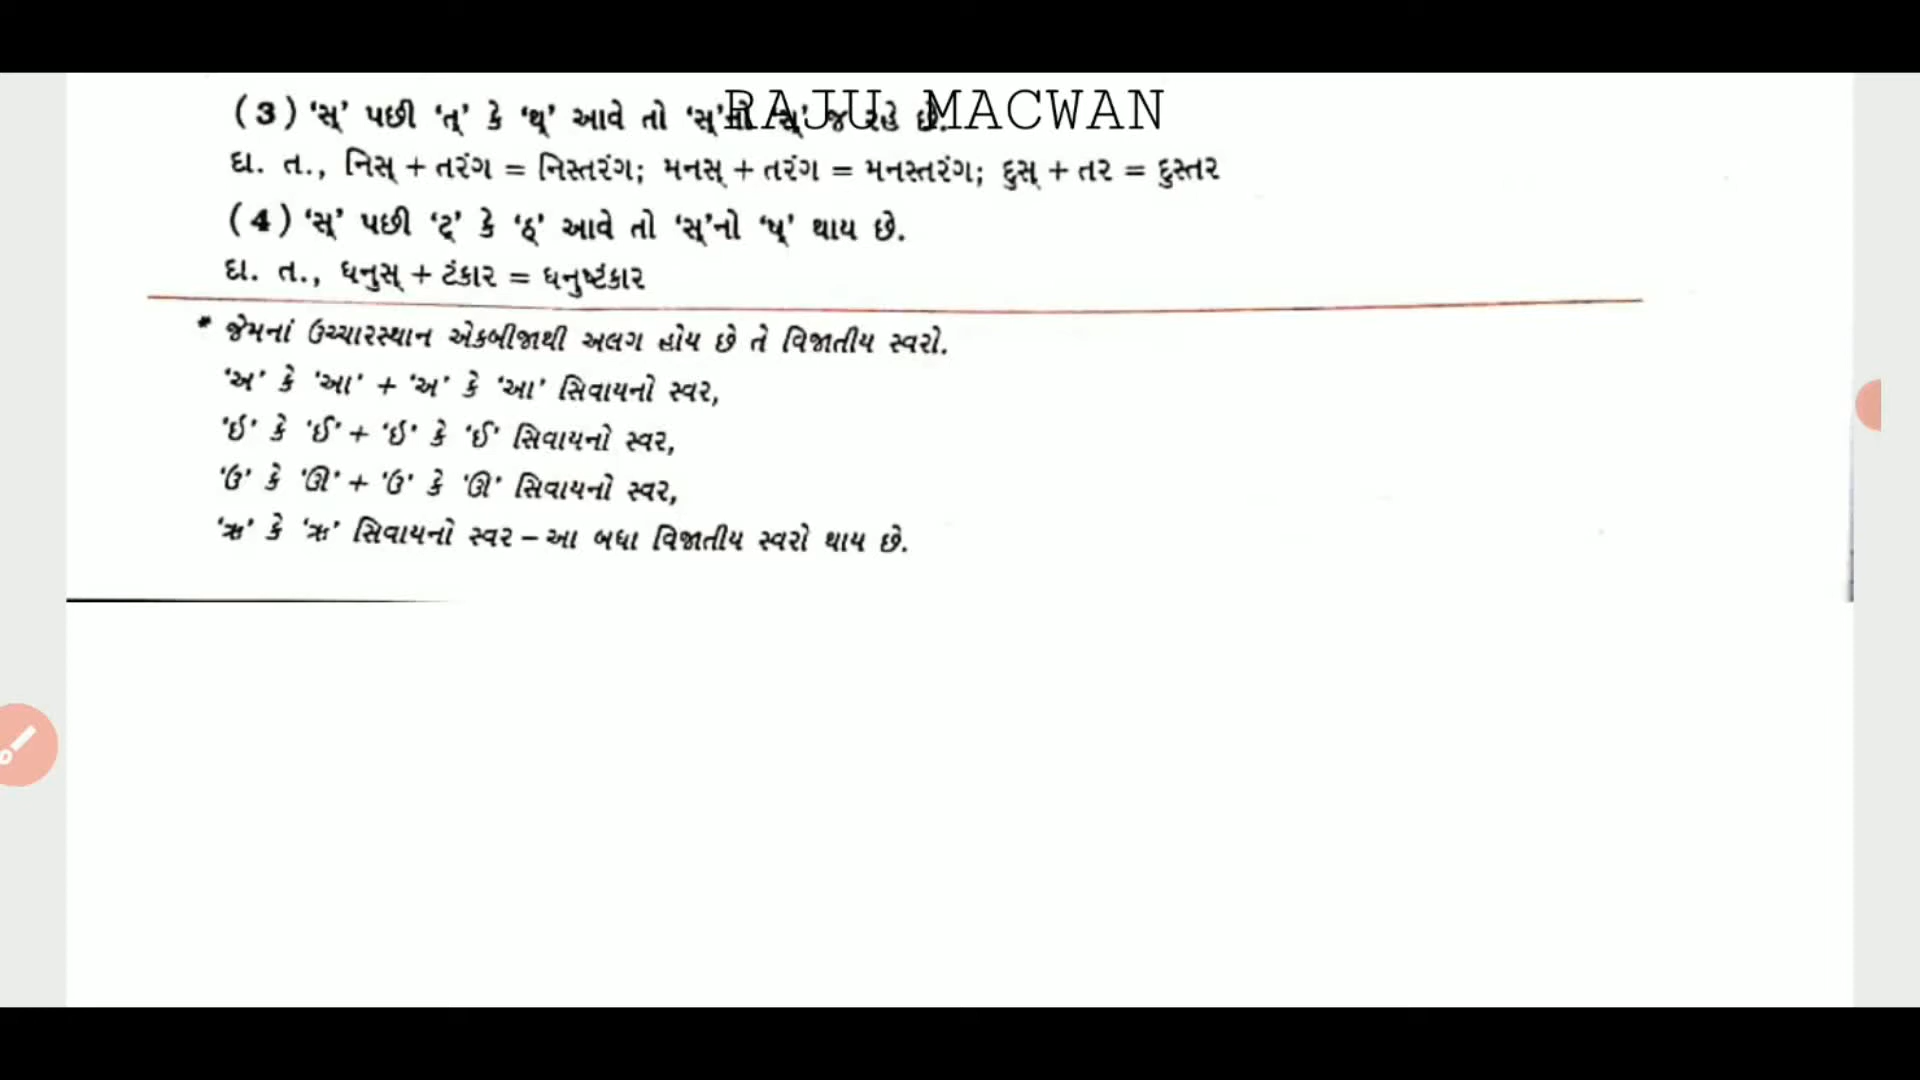 RAJU MACWAN
(3) ‘સ્’ પછી ‘ત્’ કે ‘થ્’ આવે તો ‘સ્’નો ‘સ્’ જ રહે છે.
દા. ત., નિસ્ + તરંગ = નિસ્તરંગ; મનસ્ + તરંગ = મનસ્તરંગ; દુસ્ + તર = દુસ્તર
(4) ‘સ્’ પછી ‘ટ્’ કે ‘ઠ્’ આવે તો ‘સ્’નો ‘ષ્’ થાય છે.
દા. ત., ધનુસ્ + ટંકાર = ધનુષ્ટંકાર
* જેમનાં ઉચ્ચારસ્થાન એકબીજાથી અલગ હોય છે તે વિજાતીય સ્વરો.
‘અ’ કે ‘આ’ + ‘અ’ કે ‘આ’ સિવાયનો સ્વર,
‘ઇ’ કે ‘ઈ’ + ‘ઇ’ કે ‘ઈ’ સિવાયનો સ્વર,
‘ઉ’ કે ‘ઊ’ + ‘ઉ’ કે ‘ઊ’ સિવાયનો સ્વર,
‘ઋ’ કે ‘ઋ’ સિવાયનો સ્વર – આ બધા વિજાતીય સ્વરો થાય છે.